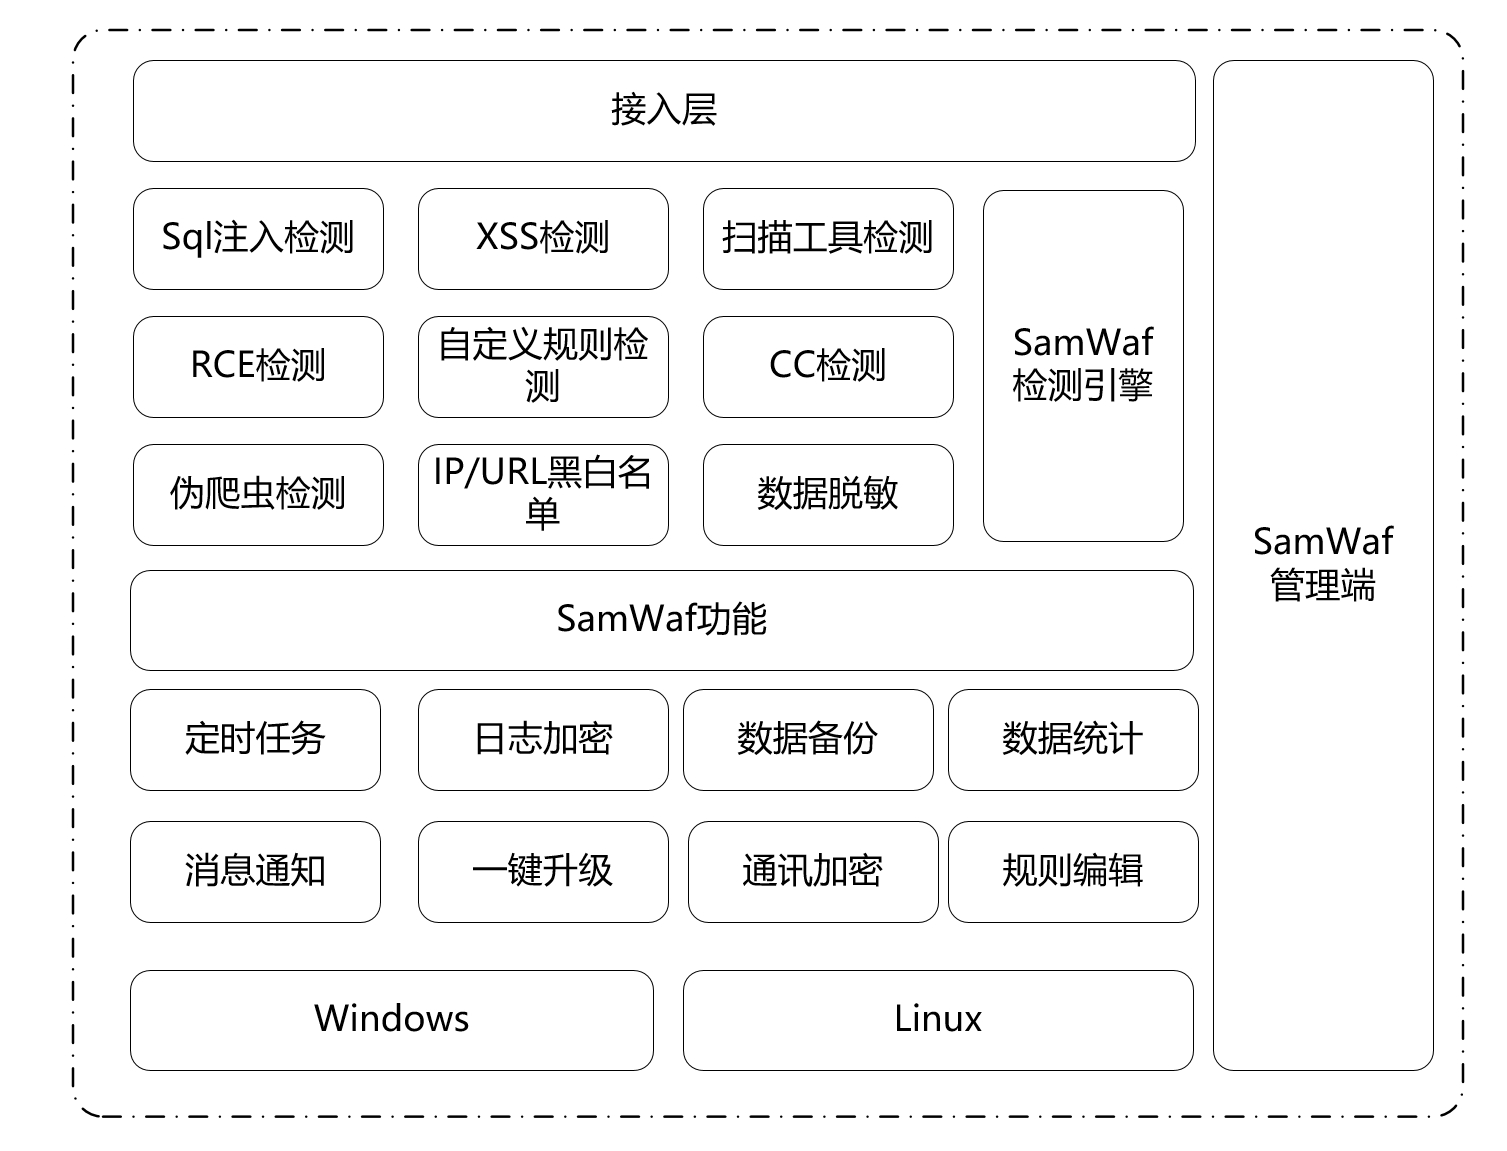 接入层
Sql注入检测
XSS检测
扫描工具检测
SamWaf
检测引擎
RCE检测
自定义规则检
测
CC检测
伪爬虫检测
IP/URL黑白名
单
数据脱敏
SamWaf功能
定时任务
日志加密
数据备份
数据统计
消息通知
一键升级
通讯加密
规则编辑
Windows
Linux
SamWaf
管理端